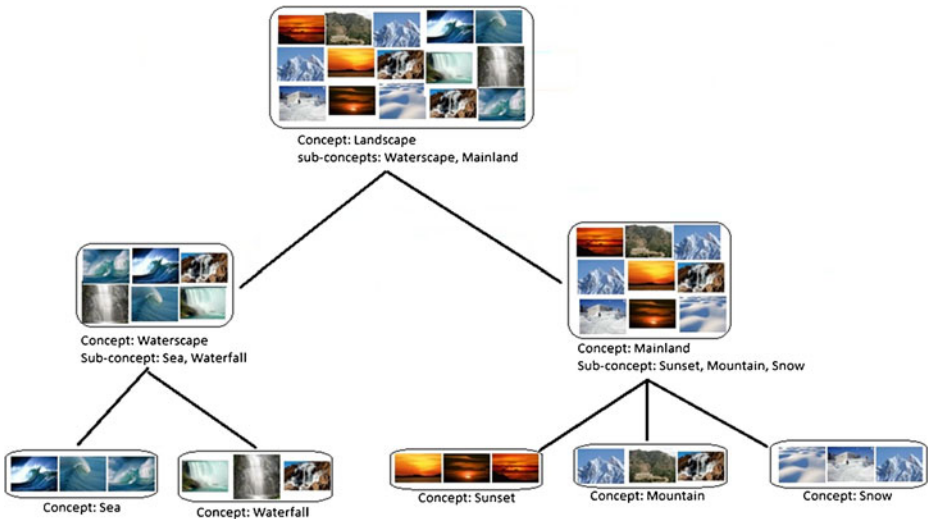 Concept: Landscape
sub-concepts: Waterscape, Mainland
Concept: Waterscape
Sub-concept: Sea, Waterfall
Concept: Mainland
Sub-concept: Sunset, Mountain, Snow
Concept: Sea
Concept: Waterfall
Concept: Sunset
Concept: Mountain
Concept: Snow